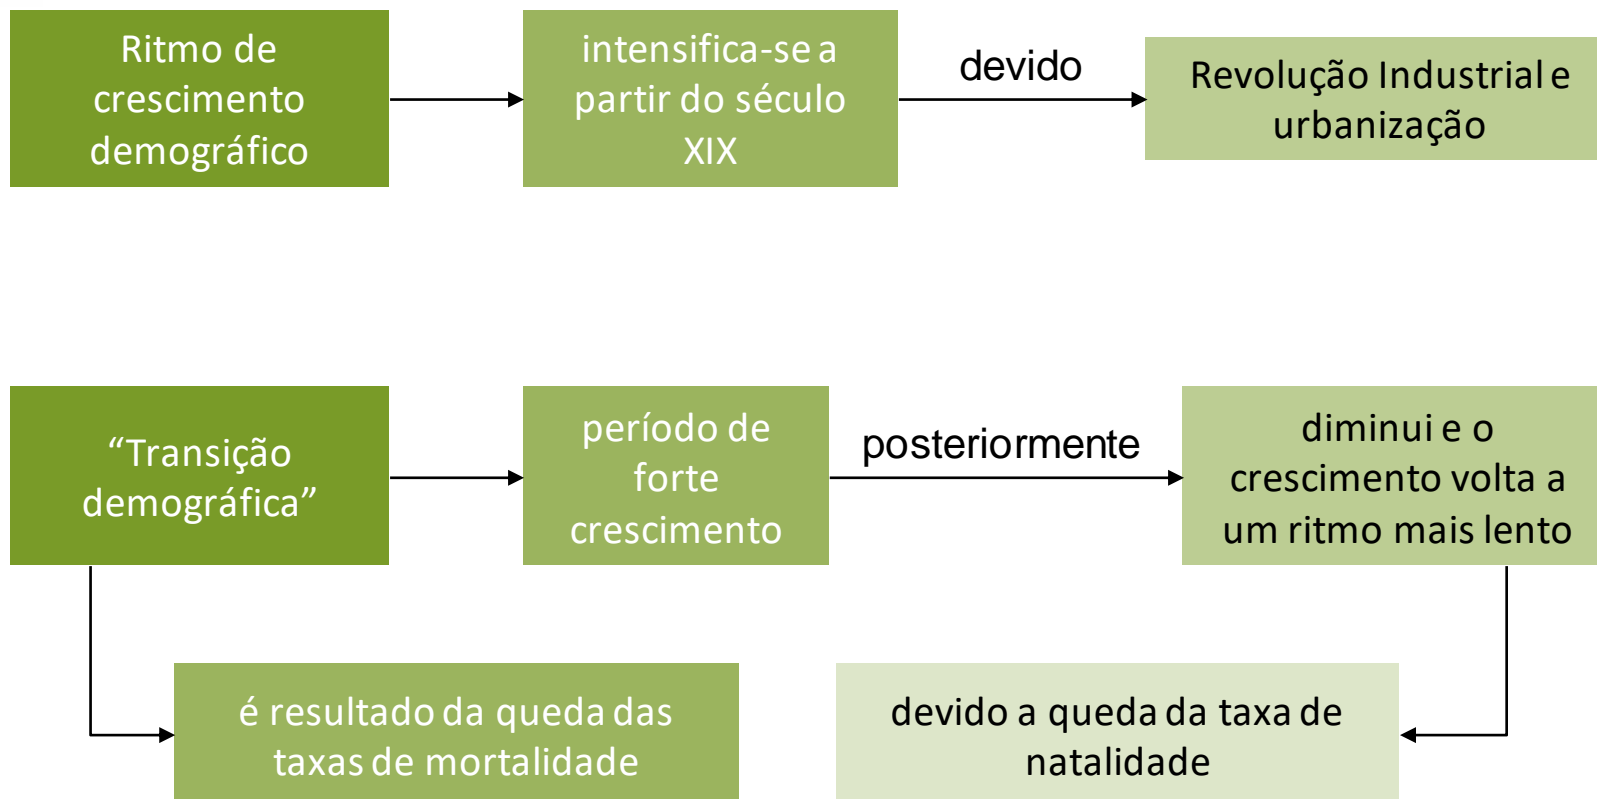 Ritmo de
crescimento
demográfico
intensifica-se a
partir do século
XIX
devido
Revolução Industrial e
urbanização
“Transição
demográfica”
período de
forte
crescimento
posteriormente
diminui e o
crescimento volta a
um ritmo mais lento
é resultado da queda das
taxas de mortalidade
devido a queda da taxa de
natalidade